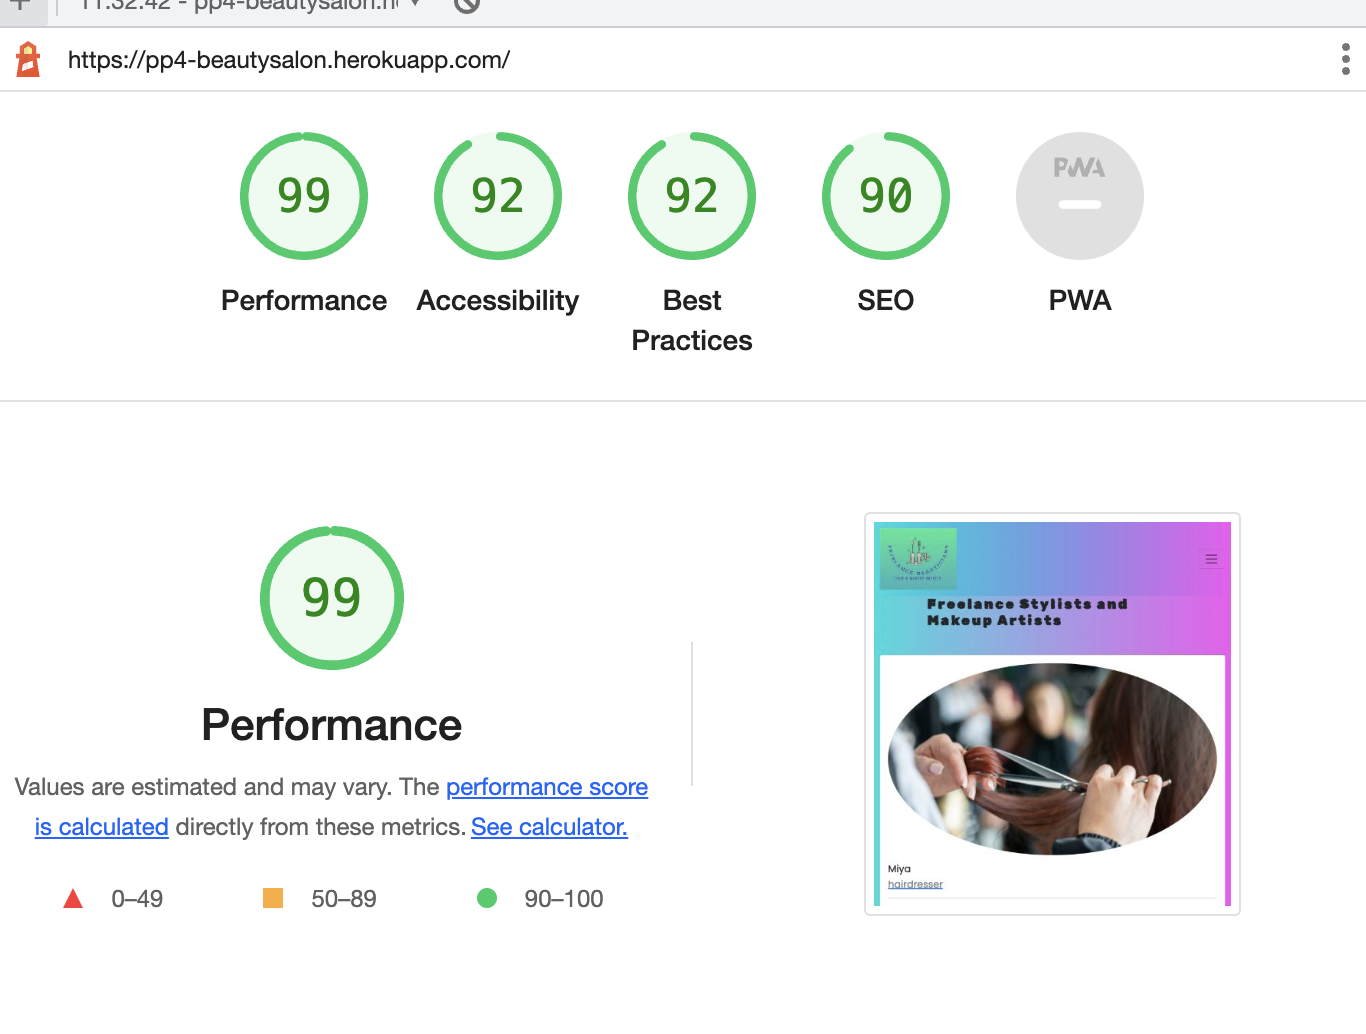 11:32:42 - pp4-beautysalon.h
https://pp4-beautysalon.herokuapp.com/
99
92
92
90
PWA
Performance
Accessibility
Best
Practices
SEO
PWA
99
Performance
Values are estimated and may vary. The performance score
is calculated directly from these metrics. See calculator.
0–49
50–89
90–100
Freelance Stylists and
Makeup Artists
Miya
hairdresser